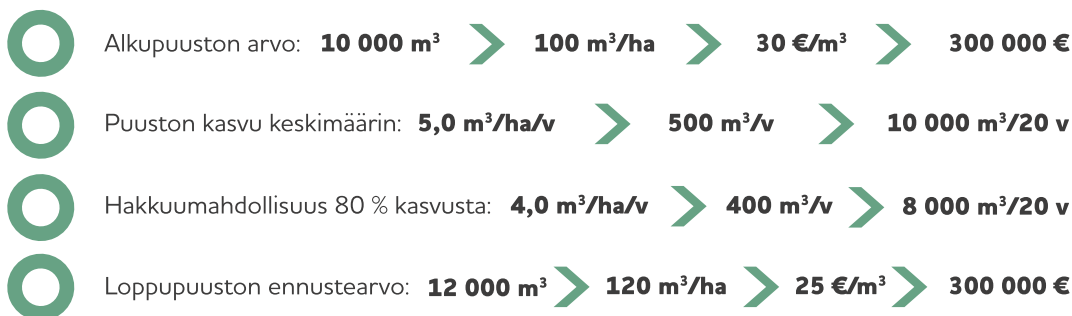 Alkupuuston arvo: 10 000 m³ 100 m³/ha 30 €/m³ 300 000 €
Puuston kasvu keskimäärin: 5,0 m³/ha/v 500 m³/v 10 000 m³/20 v
Hakkuumahdollisuus 80 % kasvusta: 4,0 m³/ha/v 400 m³/v 8 000 m³/20 v
Loppupuuston ennustearvo: 12 000 m³ 120 m³/ha 25 €/m³ 300 000 €